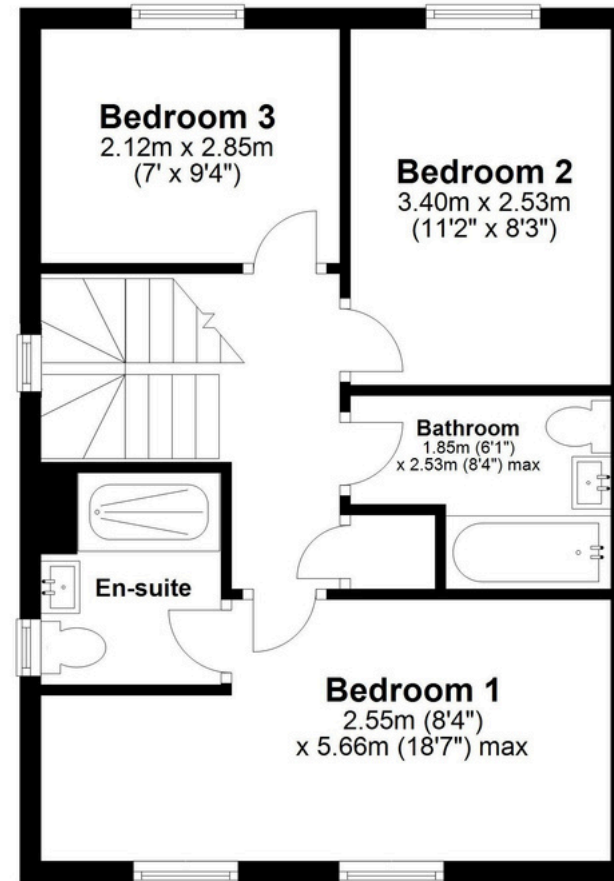 Bedroom 3
2.12m x 2.85m
(7' x 9'4")
Bedroom 2
3.40m x 2.53m
(11'2" x 8'3")
Bathroom
1.85m (6'1")
x 2.53m (8'4") max
En-suite
Bedroom 1
2.55m (8'4")
x 5.66m (18'7") max